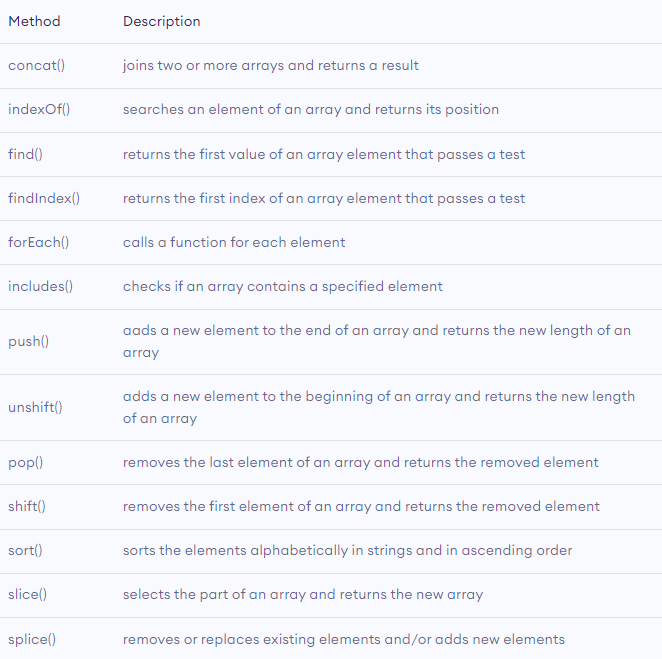 Method Description
concat() joins two or more arrays and returns a result
indexOf() searches an element of an array and returns its position
find() returns the first value of an array element that passes a test
findIndex() returns the first index of an array element that passes a test
forEach() calls a function for each element
includes() checks if an array contains a specified element
push() aads a new element to the end of an array and returns the new length of an
array
unshift() adds a new element to the beginning of an array and returns the new length
of an array
pop() removes the last element of an array and returns the removed element
shift() removes the first element of an array and returns the removed element
sort() sorts the elements alphabetically in strings and in ascending order
slice() selects the part of an array and returns the new array
splice() removes or replaces existing elements and/or adds new elements